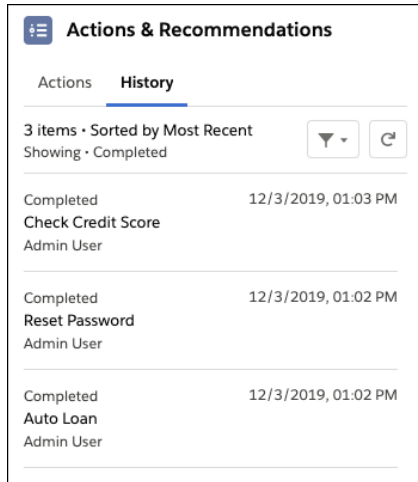 Actions & Recommendations
Actions History
3 items • Sorted by Most Recent
Showing • Completed
Completed 12/3/2019, 01:03 PM
Check Credit Score
Admin User
Completed 12/3/2019, 01:02 PM
Reset Password
Admin User
Completed 12/3/2019, 01:02 PM
Auto Loan
Admin User